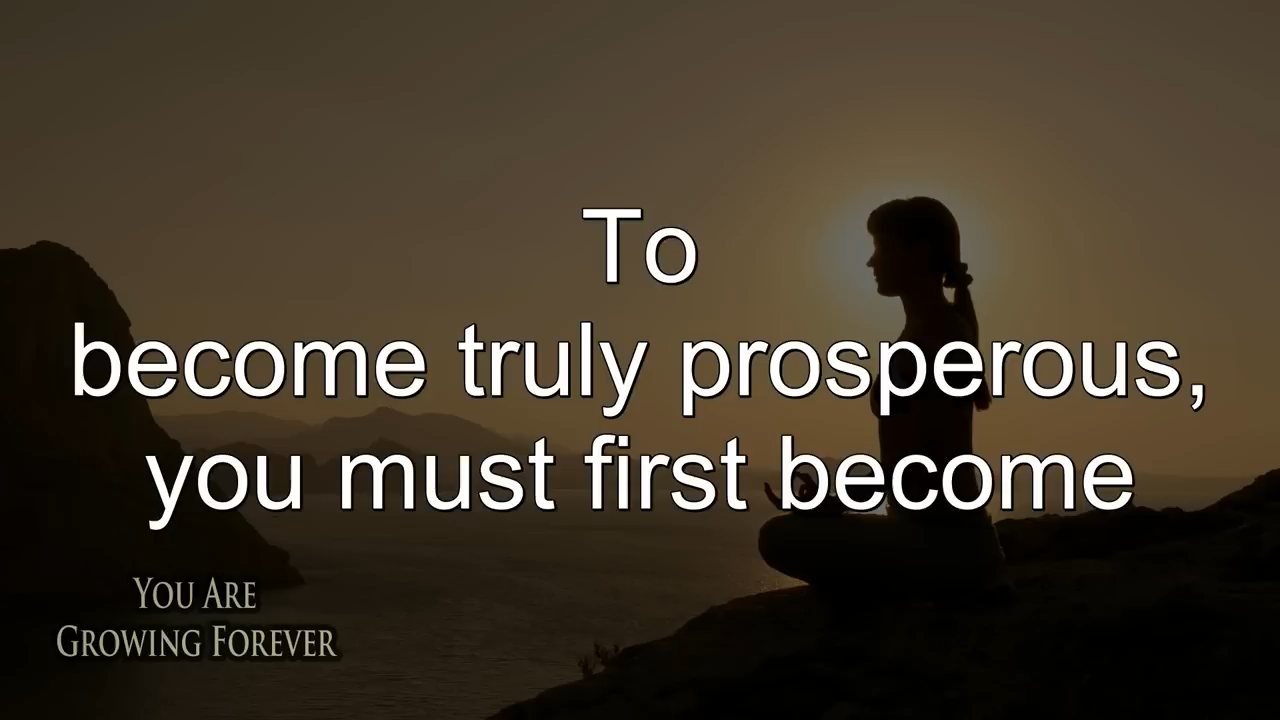 To
become truly prosperous,
you must first become
You Are
Growing Forever